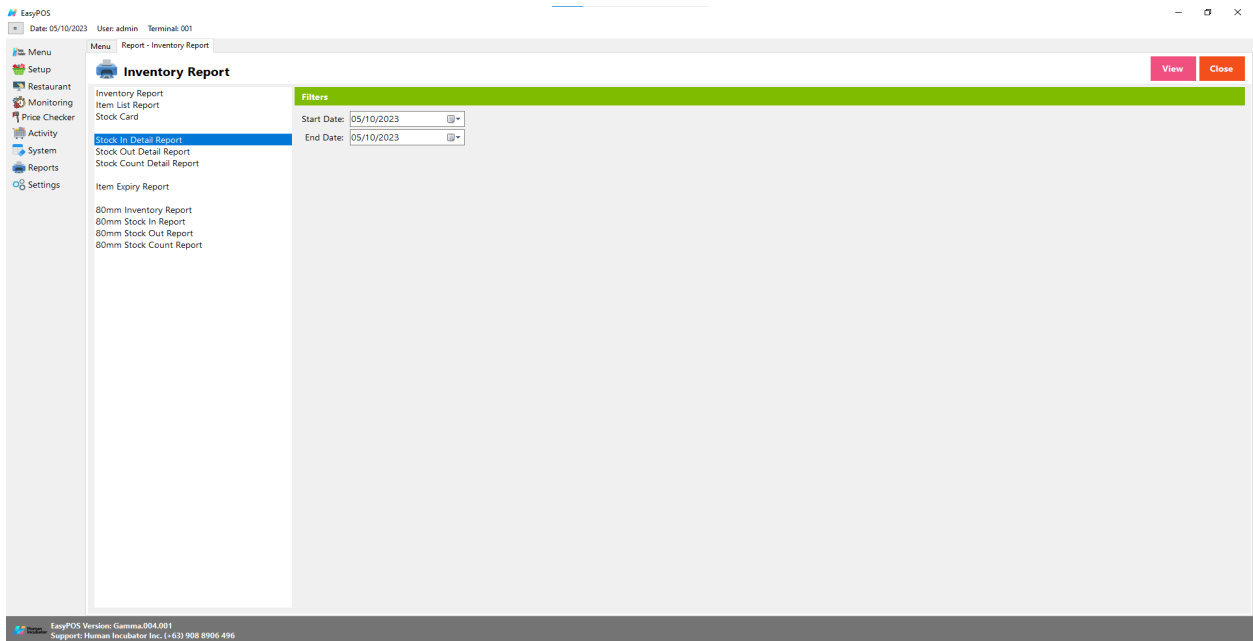 EasyPOS
Date: 05/10/2023 User: admin Terminal: 001
Menu
Setup
Restaurant
Monitoring
Price Checker
Activity
System
Reports
Settings
Menu Report - Inventory Report
Inventory Report
View Close
Inventory Report
Item List Report
Stock Card
Stock In Detail Report
Stock Out Detail Report
Stock Count Detail Report
Item Expiry Report
80mm Inventory Report
80mm Stock In Report
80mm Stock Out Report
80mm Stock Count Report
Filters
Start Date: 05/10/2023
End Date: 05/10/2023
EasyPOS Version: Gamma.004.001
Support: Human Incubator Inc. (+63) 908 8906 496